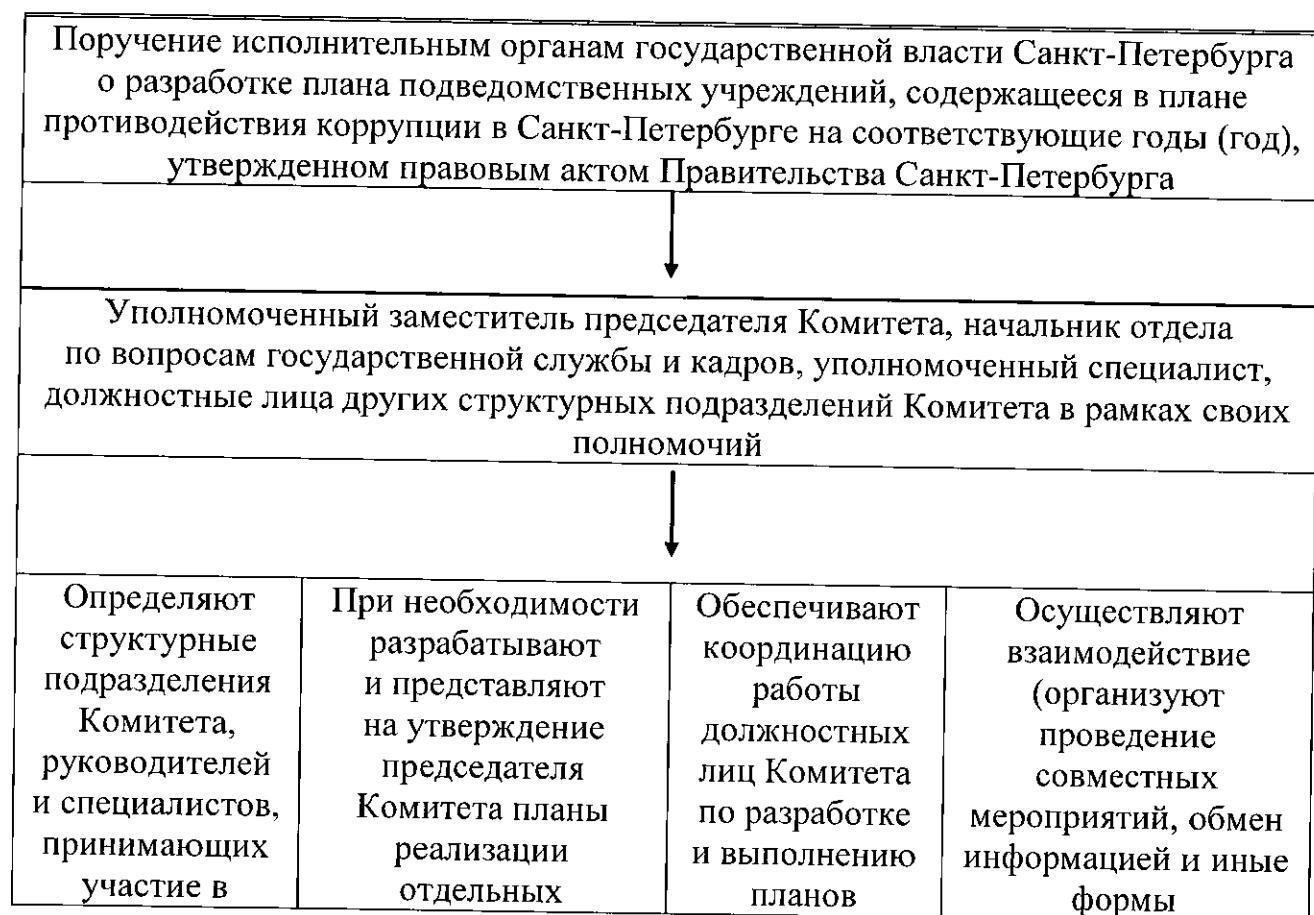 Поручение исполнительным органам государственной власти Санкт-Петербурга
о разработке плана подведомственных учреждений, содержащееся в плане
противодействия коррупции в Санкт-Петербурге на соответствующие годы (год),
утвержденном правовым актом Правительства Санкт-Петербурга
Уполномоченный заместитель председателя Комитета, начальник отдела
по вопросам государственной службы и кадров, уполномоченный специалист,
должностные лица других структурных подразделений Комитета в рамках своих
полномочий
Определяют
структурные
подразделения
Комитета,
руководителей
и специалистов,
принимающих
участие в
При необходимости
разрабатывают
и представляют
на утверждение
председателя
Комитета планы
реализации
отдельных
Обеспечивают
координацию
работы
должностных
лиц Комитета
по разработке
и выполнению
планов
Осуществляют
взаимодействие
(организуют
проведение
совместных
мероприятий, обмен
информацией и иные
формы